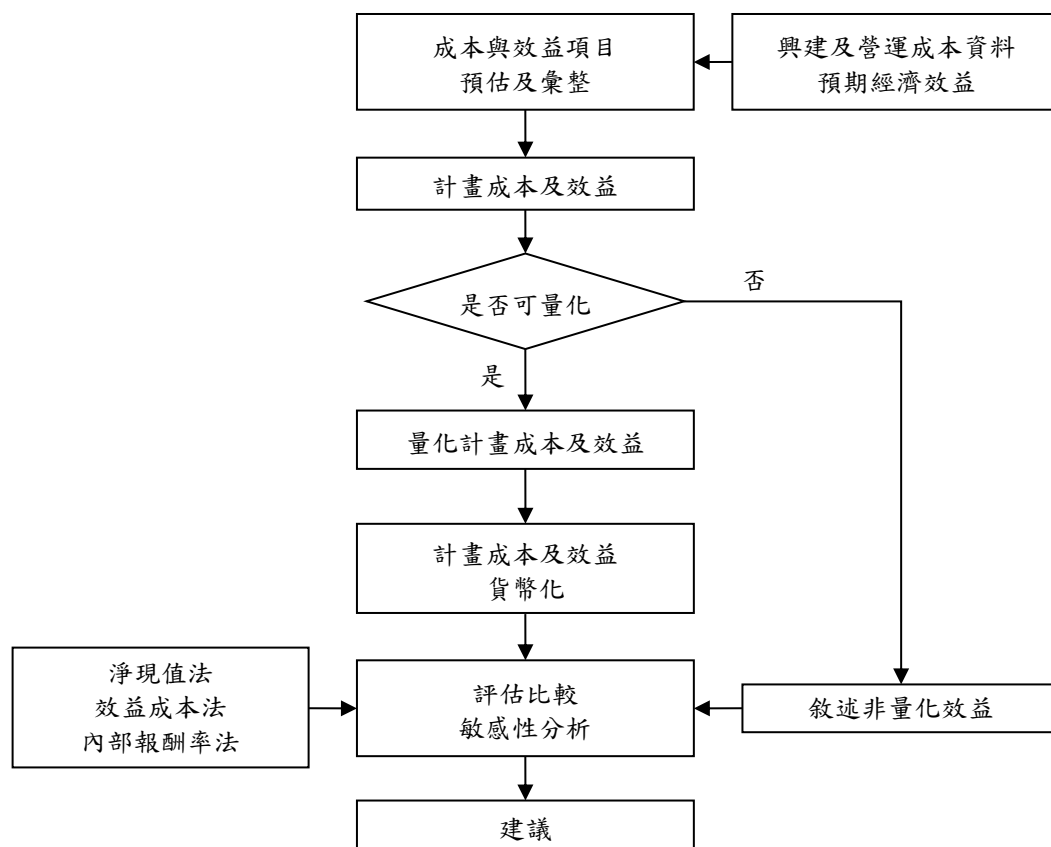 成本與效益項目
預估及彙整
興建及營運成本資料
預期經濟效益
計畫成本及效益
是否可量化
否
是
量化計畫成本及效益
計畫成本及效益
貨幣化
淨現值法
效益成本法
內部報酬率法
評估比較
敏感性分析
敘述非量化效益
建議